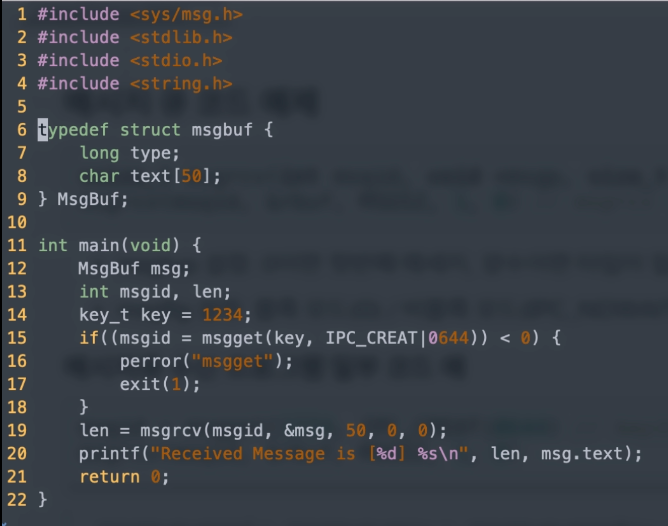 1 #include <sys/msg.h>
2 #include <stdlib.h>
3 #include <stdio.h>
4 #include <string.h>
5
6 typedef struct msgbuf {
7     long type;
8     char text[50];
9 } MsgBuf;
10
11 int main(void) {
12     MsgBuf msg;
13     int msgid, len;
14     key_t key = 1234;
15     if((msgid = msgget(key, IPC_CREAT|0644)) < 0) {
16         perror("msgget");
17         exit(1);
18     }
19     len = msgrcv(msgid, &msg, 50, 0, 0);
20     printf("Received Message is [%d] %s\n", len, msg.text);
21     return 0;
22 }